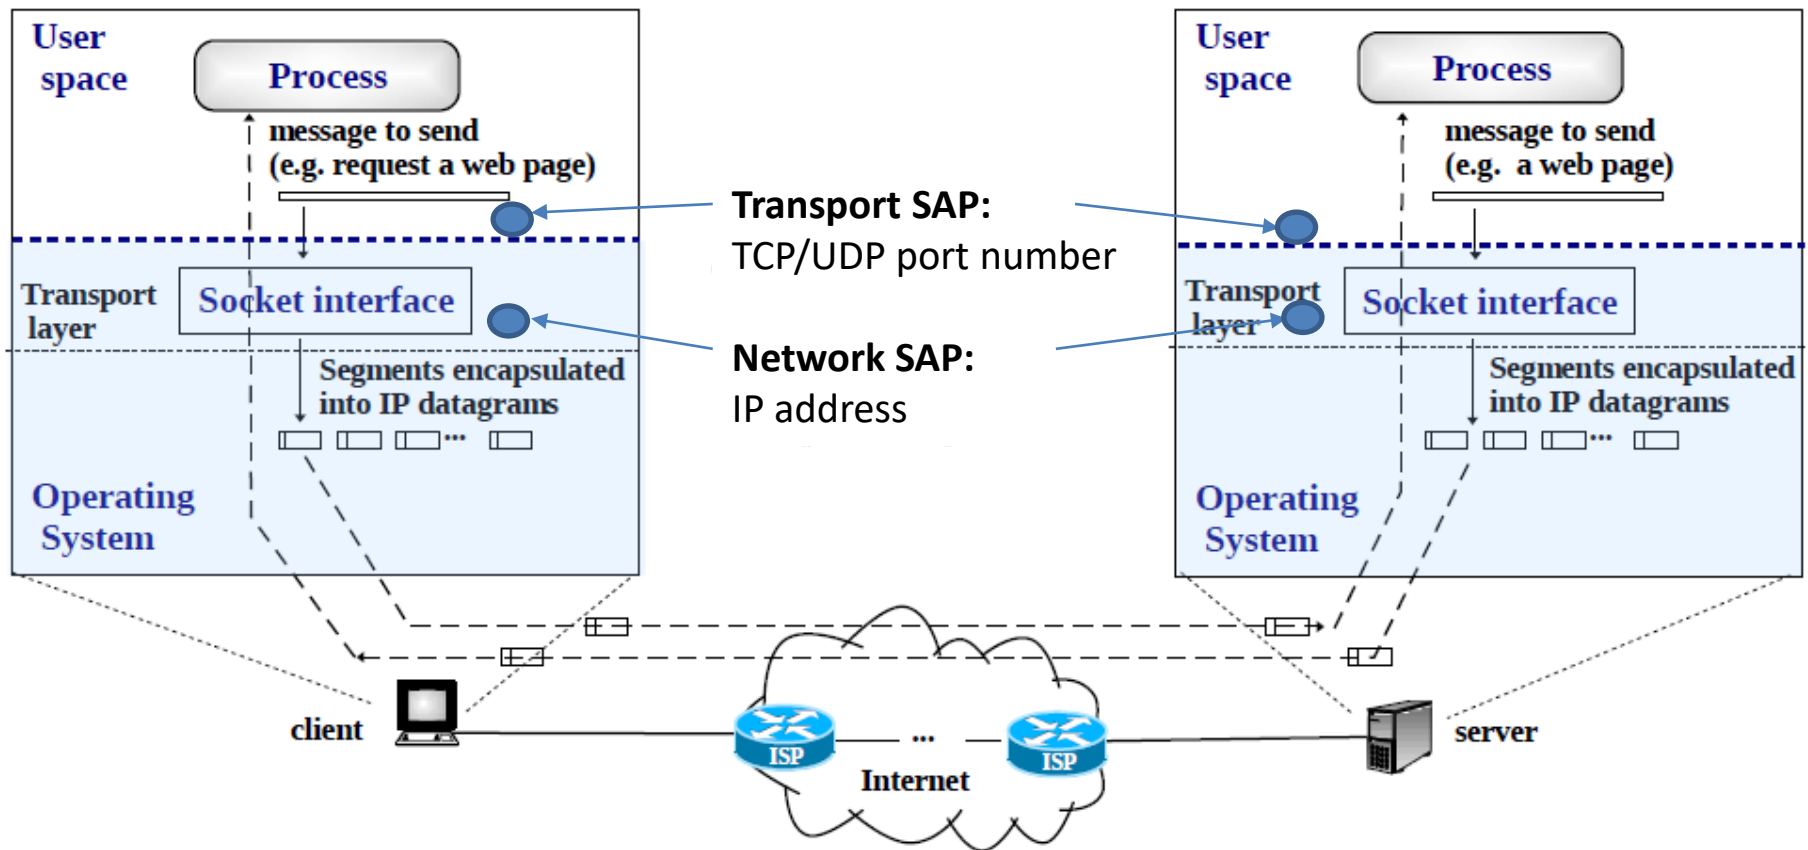 User
space
Process
message to send
(e.g. request a web page)
Transport
layer
Socket interface
Segments encapsulated
into IP datagrams
...
Operating
System
Transport SAP:
TCP/UDP port number
Network SAP:
IP address
User
space
Process
message to send
(e.g. a web page)
Transport
layer
Socket interface
Segments encapsulated
into IP datagrams
...
Operating
System
client
ISP
...
ISP
Internet
server